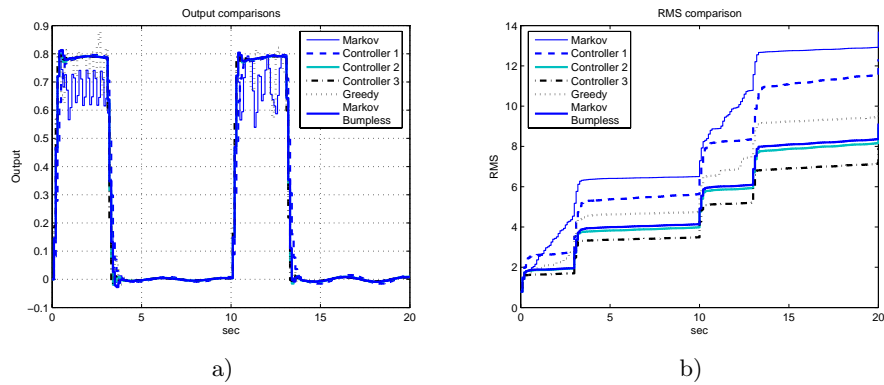 Output comparisons
0.9
0.8
0.7
0.6
0.5
0.4
0.3
0.2
0.1
0
−0.1
Output
0
5
10
15
20
sec
Markov
Controller 1
Controller 2
Controller 3
Greedy
Markov
Bumpless
a)
RMS comparison
14
12
10
8
6
4
2
0
RMS
0
5
10
15
20
sec
Markov
Controller 1
Controller 2
Controller 3
Greedy
Markov
Bumpless
b)